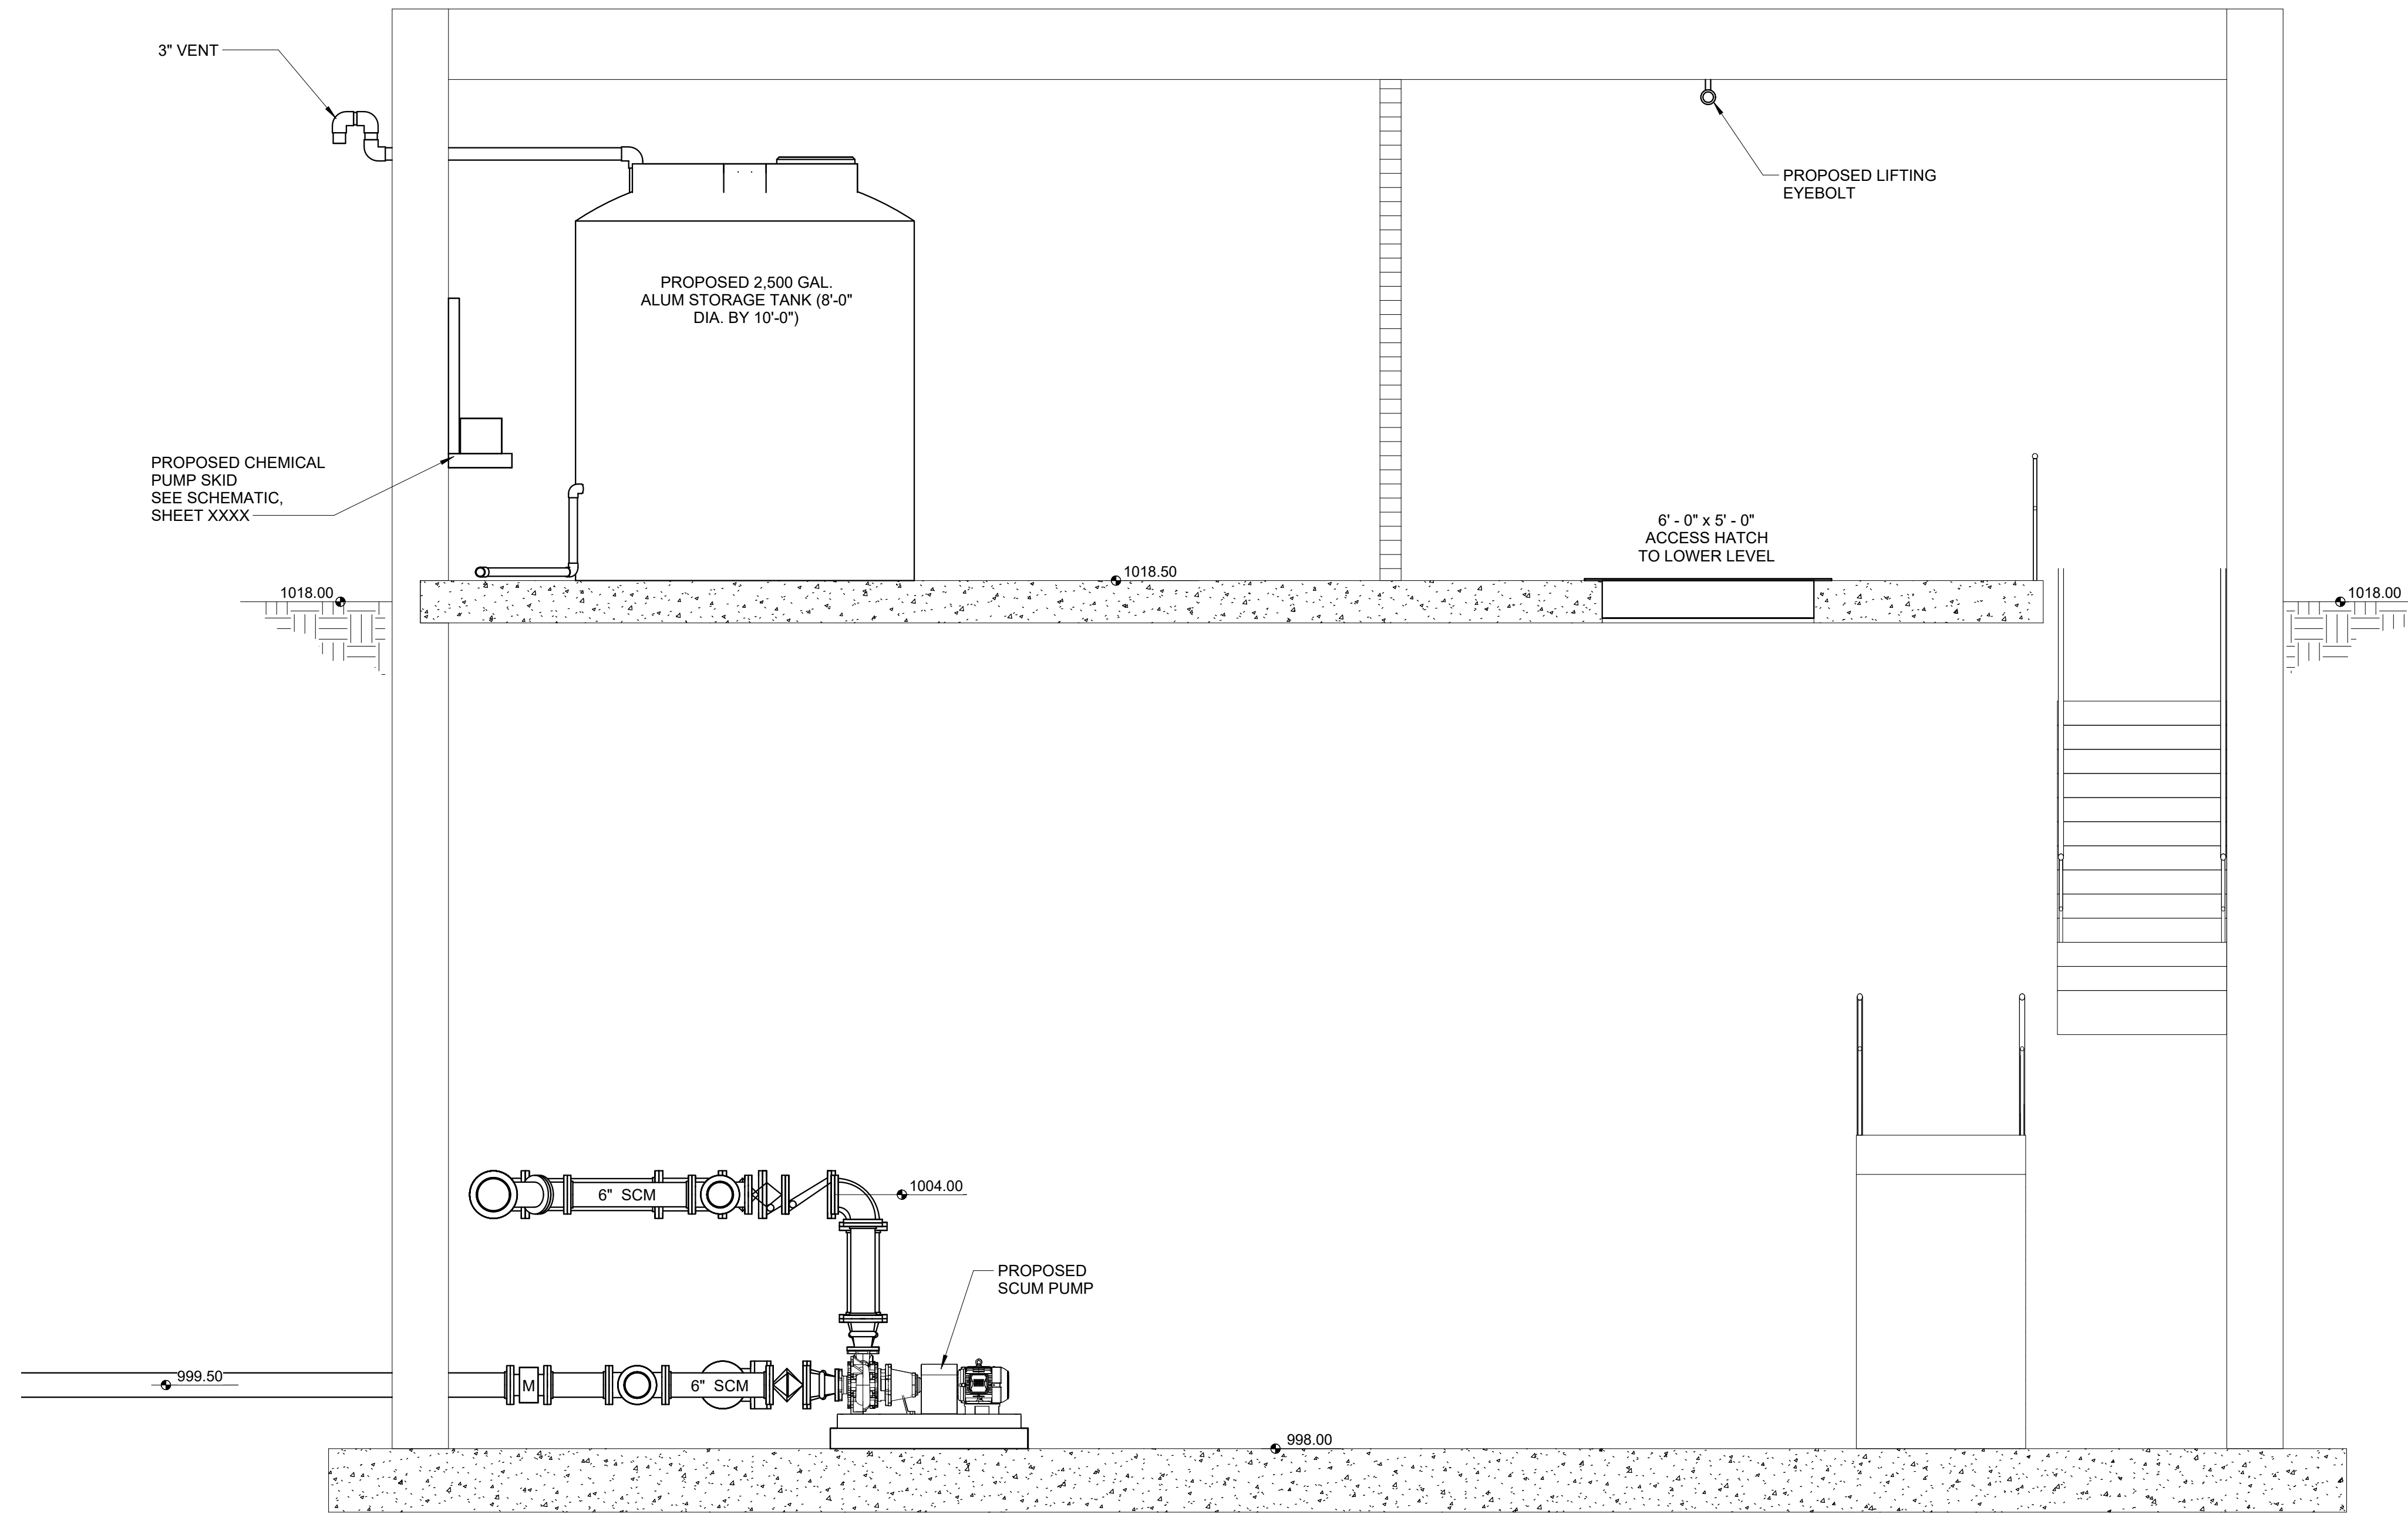 3" VENT
PROPOSED LIFTING
EYEBOLT
PROPOSED 2,500 GAL.
ALUM STORAGE TANK (8'-0"
DIA. BY 10'-0")
PROPOSED CHEMICAL
PUMP SKID
SEE SCHEMATIC,
SHEET XXXX
6' - 0" x 5' - 0"
ACCESS HATCH
TO LOWER LEVEL
1018.50
1018.00
1018.00
6" SCM
1004.00
PROPOSED
SCUM PUMP
999.50
M
6" SCM
998.00